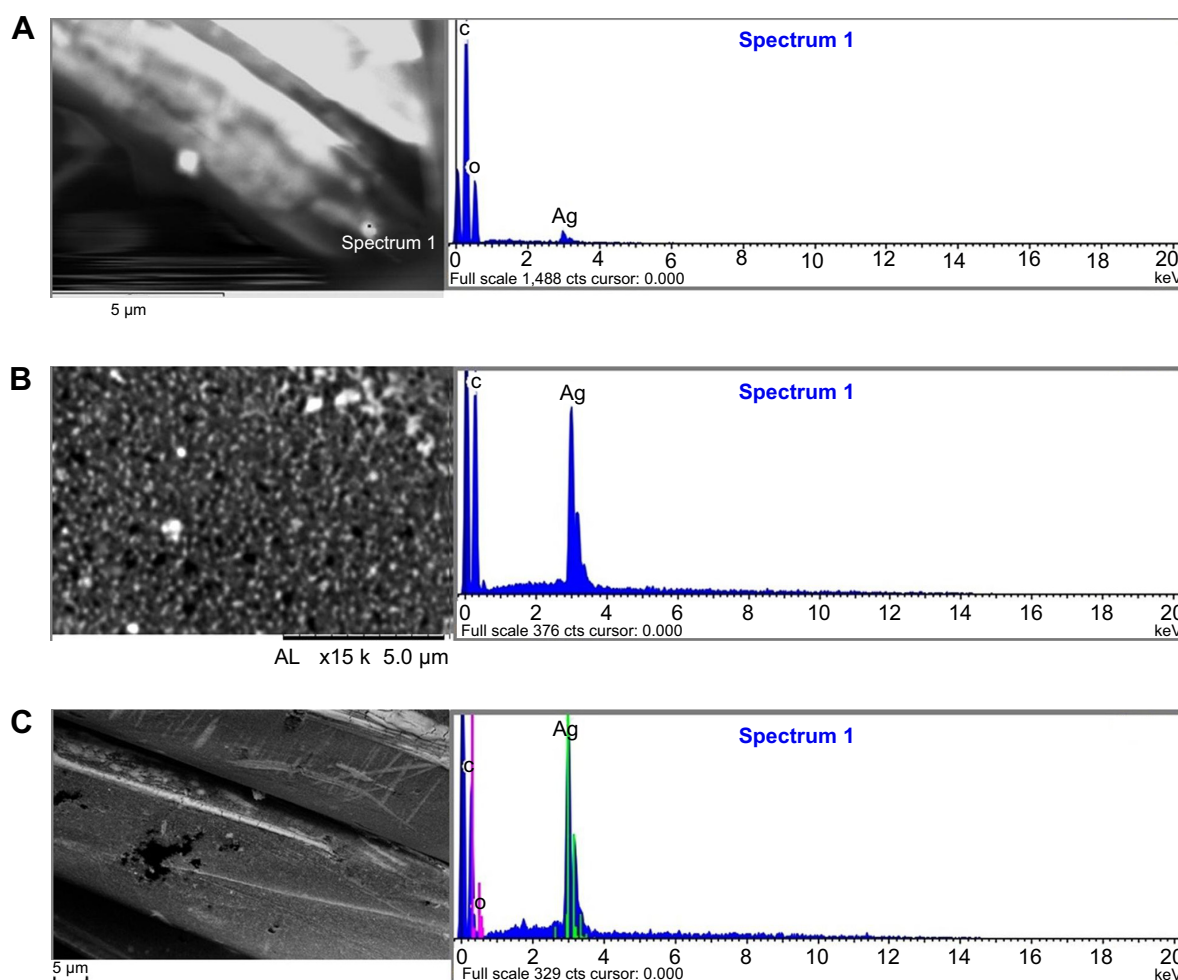 A
C
O
Ag
Spectrum 1
Spectrum 1
0 2 4 6 8 10 12 14 16 18 20
Full scale 1,488 cts cursor: 0.000
keV
5 µm
B
C
Ag
Spectrum 1
0 2 4 6 8 10 12 14 16 18 20
Full scale 376 cts cursor: 0.000
keV
AL x15 k 5.0 µm
C
C
O
Ag
Spectrum 1
0 2 4 6 8 10 12 14 16 18 20
Full scale 329 cts cursor: 0.000
keV
5 µm